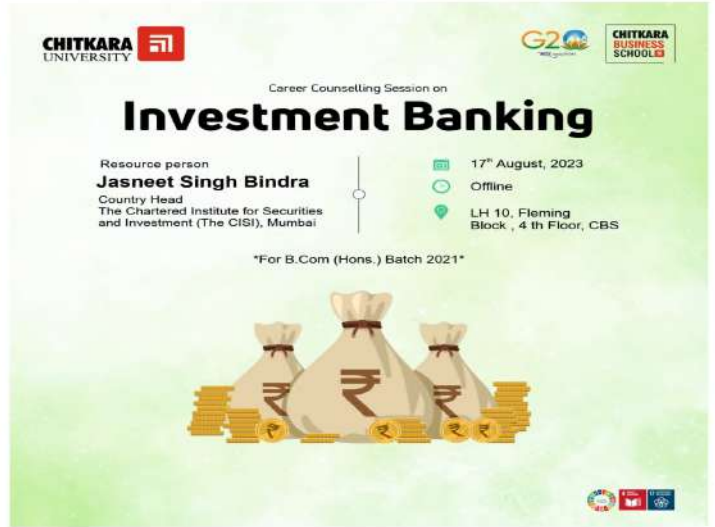 CHITKARA
UNIVERSITY
G20
CHITKARA
BUSINESS
SCHOOL
Career Counselling Session on
Investment Banking
Resource person
Jasneet Singh Bindra
Country Head
The Chartered Institute for Securities
and Investment (The CISI), Mumbai
17th August, 2023
Offline
LH 10, Fleming
Block , 4 th Floor, CBS
*For B.Com (Hons.) Batch 2021*
₹ ₹ ₹
₹ ₹ ₹ ₹